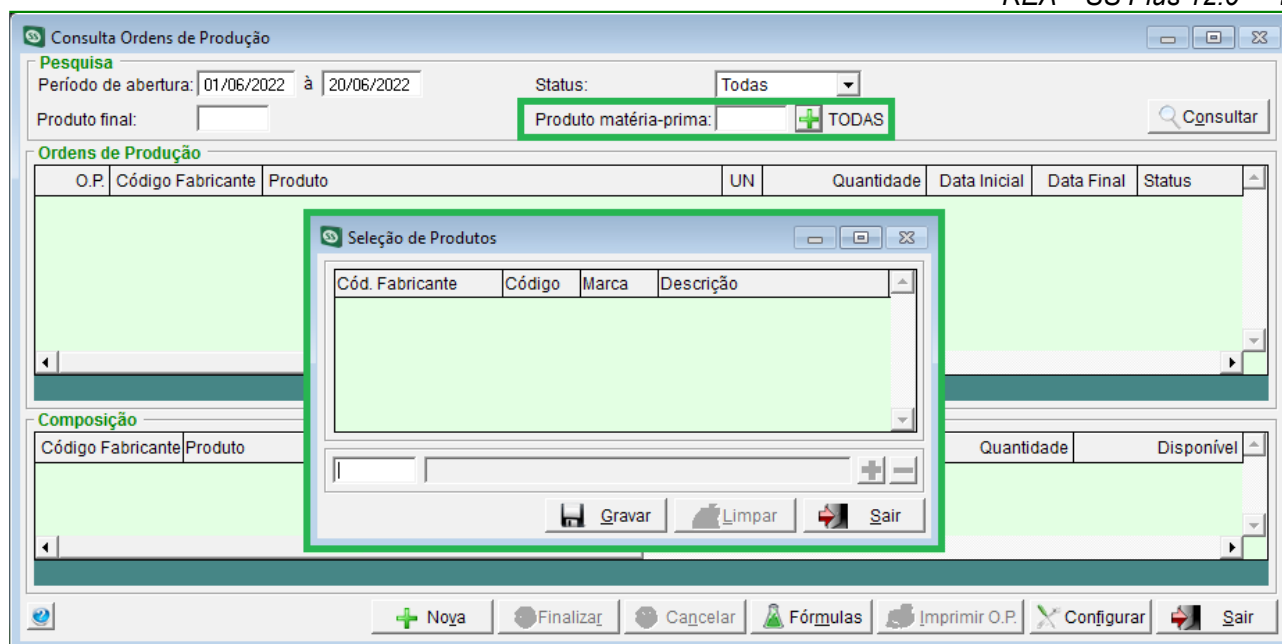 Consulta Ordens de Produção
Pesquisa
Período de abertura: 01/06/2022 à 20/06/2022 Status: Todas
Produto final: Produto matéria-prima: TODAS Consultar
Ordens de Produção
O.P. Código Fabricante Produto UN Quantidade Data Inicial Data Final Status
Seleção de Produtos
Cód. Fabricante Código Marca Descrição
Composição
Código Fabricante Produto Quantidade Disponível
Gravar Limpar Sair
Nova Finalizar Cancelar Fórmulas Imprimir O.P. Configurar Sair